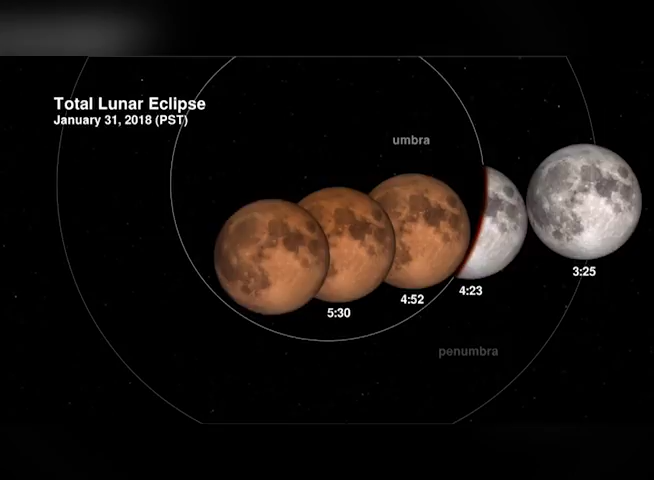 Total Lunar Eclipse
January 31, 2018 (PST)
umbra
3:25
4:23
4:52
5:30
penumbra